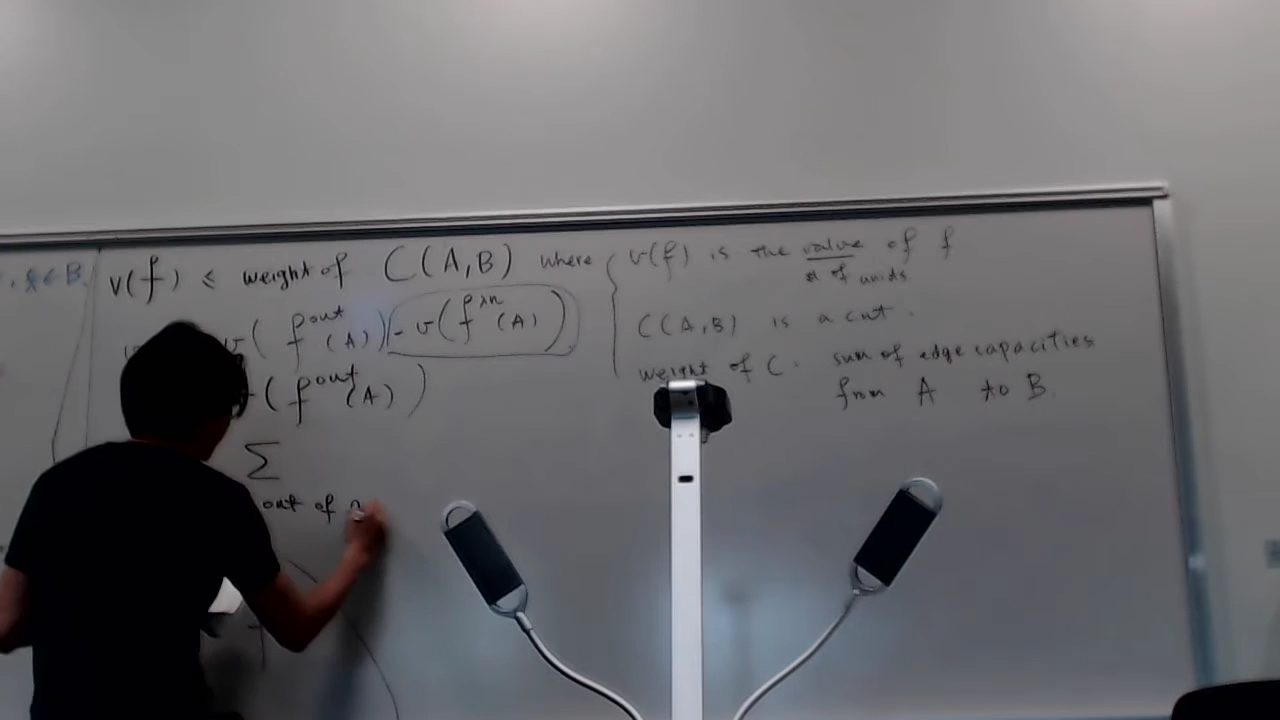 ∈ B.
v(f) ≤ weight of C(A,B) where
v(f^out (A)) - v(f^in (A))
(f^out (A))
Σ
out of
v(f) is the value of f
# of units
C(A,B) is a cut.
weight of C. sum of edge capacities
from A to B.